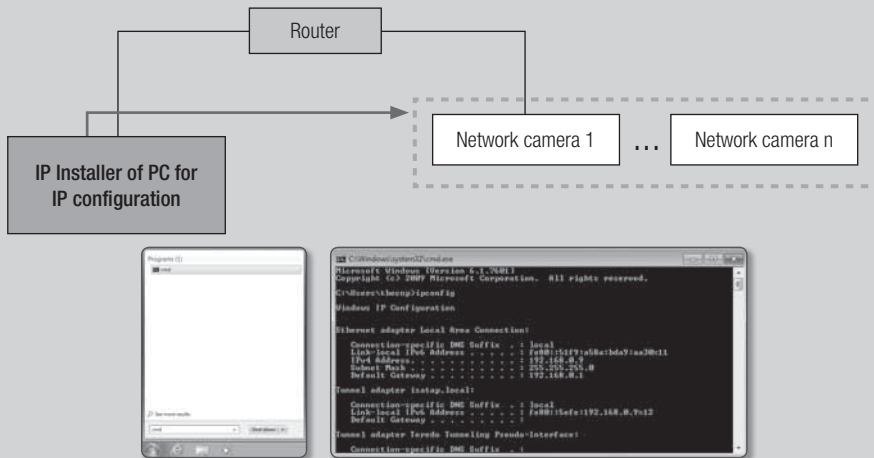 Router
Network camera 1
...
Network camera n
IP Installer of PC for
IP configuration
Programs (1)
cmd
See more results
cmd
Shut down
C:\Windows\system32\cmd.exe
Microsoft Windows [Version 6.1.7601]
Copyright (c) 2009 Microsoft Corporation. All rights reserved.
ipconfig
Windows IP Configuration
Ethernet adapter Local Area Connection:
Connection-specific DNS Suffix . : local
Link-local IPv6 Address . . . . . : fe80::51f9:a58a:bda9:aa30%11
IPv4 Address. . . . . . . . . . . : 192.168.0.9
Subnet Mask . . . . . . . . . . . : 255.255.255.0
Default Gateway . . . . . . . . . : 192.168.0.1
Tunnel adapter isatap.local:
Connection-specific DNS Suffix . : local
Link-local IPv6 Address . . . . . : fe80::5efe:192.168.0.9%12
Default Gateway . . . . . . . . . :
Tunnel adapter Teredo Tunneling Pseudo-Interface:
Connection-specific DNS Suffix . :